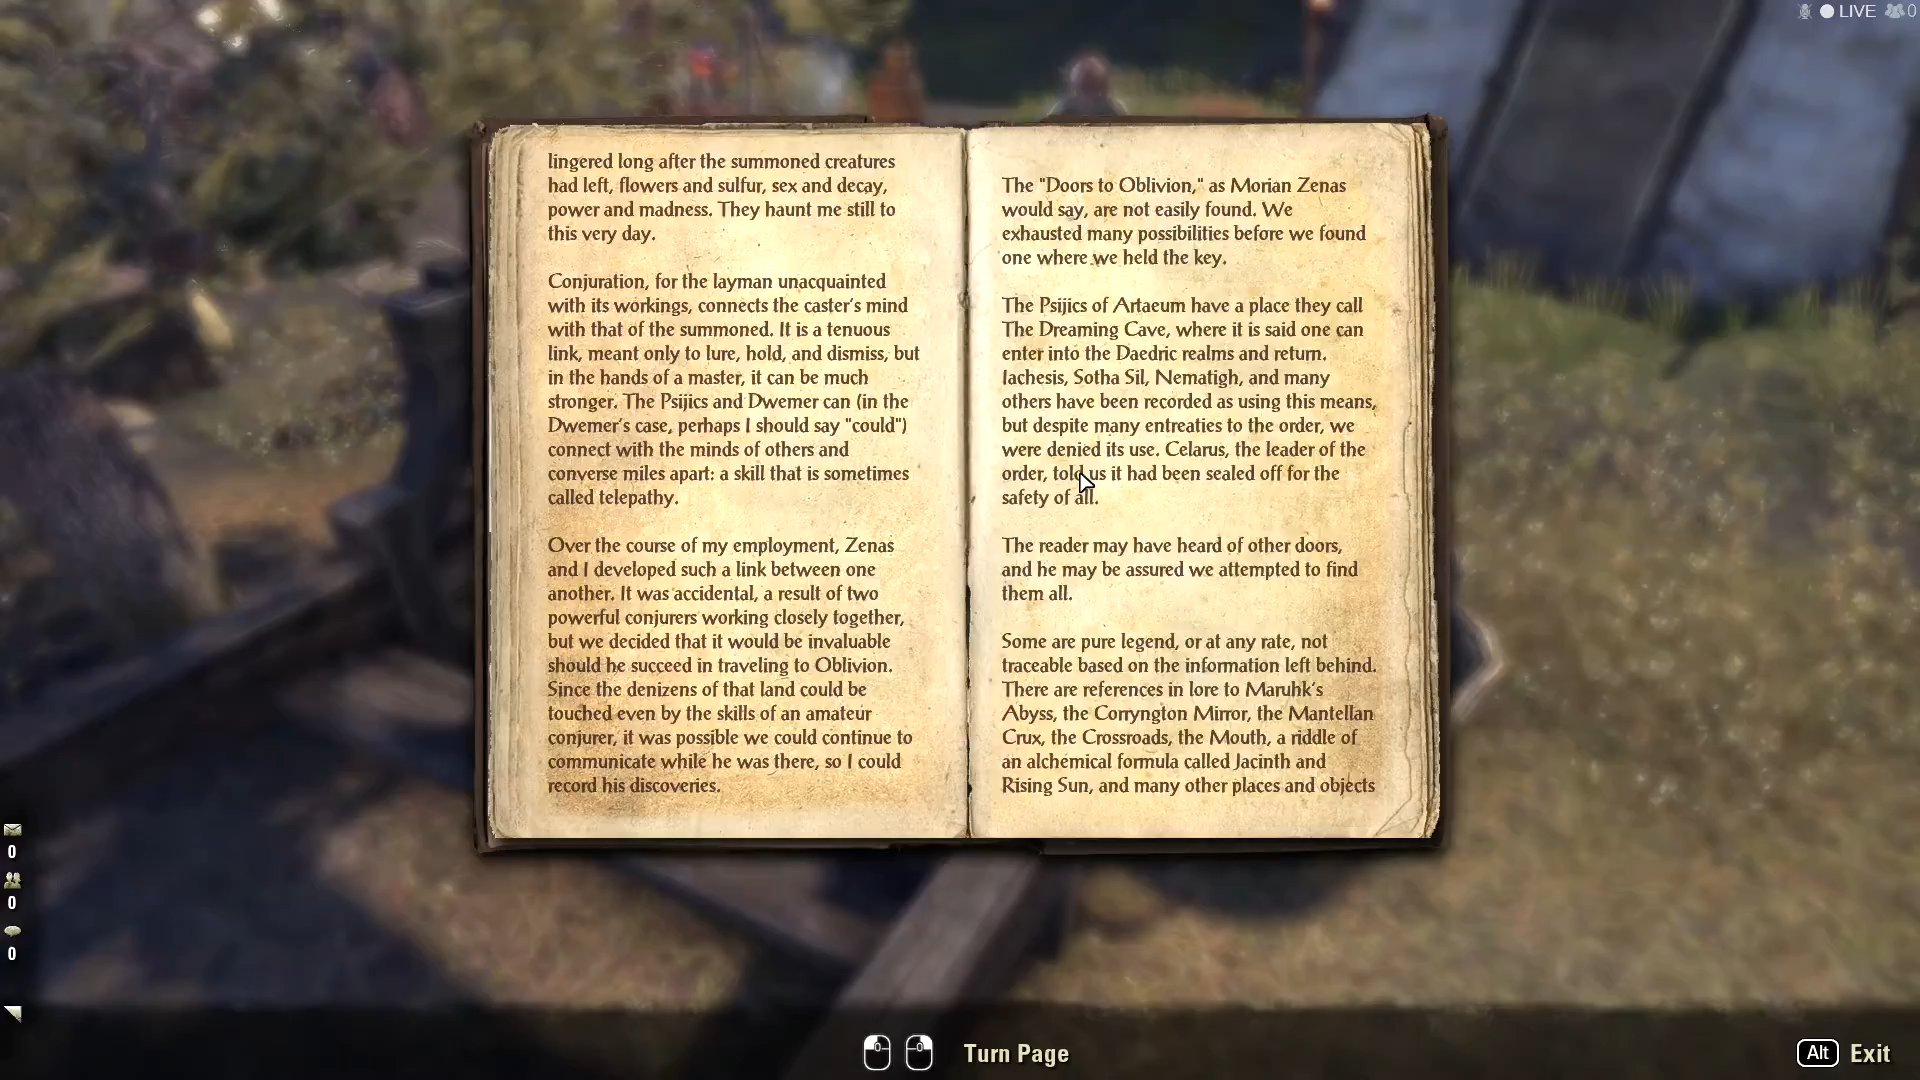 LIVE 0
lingered long after the summoned creatures
had left, flowers and sulfur, sex and decay,
power and madness. They haunt me still to
this very day.
Conjuration, for the layman unacquainted
with its workings, connects the caster's mind
with that of the summoned. It is a tenuous
link, meant only to lure, hold, and dismiss, but
in the hands of a master, it can be much
stronger. The Psijics and Dwemer can (in the
Dwemer's case, perhaps I should say "could")
connect with the minds of others and
converse miles apart: a skill that is sometimes
called telepathy.
Over the course of my employment, Zenas
and I developed such a link between one
another. It was accidental, a result of two
powerful conjurers working closely together,
but we decided that it would be invaluable
should he succeed in traveling to Oblivion.
Since the denizens of that land could be
touched even by the skills of an amateur
conjurer, it was possible we could continue to
communicate while he was there, so I could
record his discoveries.
The "Doors to Oblivion," as Morian Zenas
would say, are not easily found. We
exhausted many possibilities before we found
one where we held the key.
The Psijics of Artaeum have a place they call
The Dreaming Cave, where it is said one can
enter into the Daedric realms and return.
Iachesis, Sotha Sil, Nematigh, and many
others have been recorded as using this means,
but despite many entreaties to the order, we
were denied its use. Celarus, the leader of the
order, told us it had been sealed off for the
safety of all.
The reader may have heard of other doors,
and he may be assured we attempted to find
them all.
Some are pure legend, or at any rate, not
traceable based on the information left behind.
There are references in lore to Maruhk's
Abyss, the Corryngton Mirror, the Mantellan
Crux, the Crossroads, the Mouth, a riddle of
an alchemical formula called Jacinth and
Rising Sun, and many other places and objects
0
0
0
Turn Page
Alt Exit